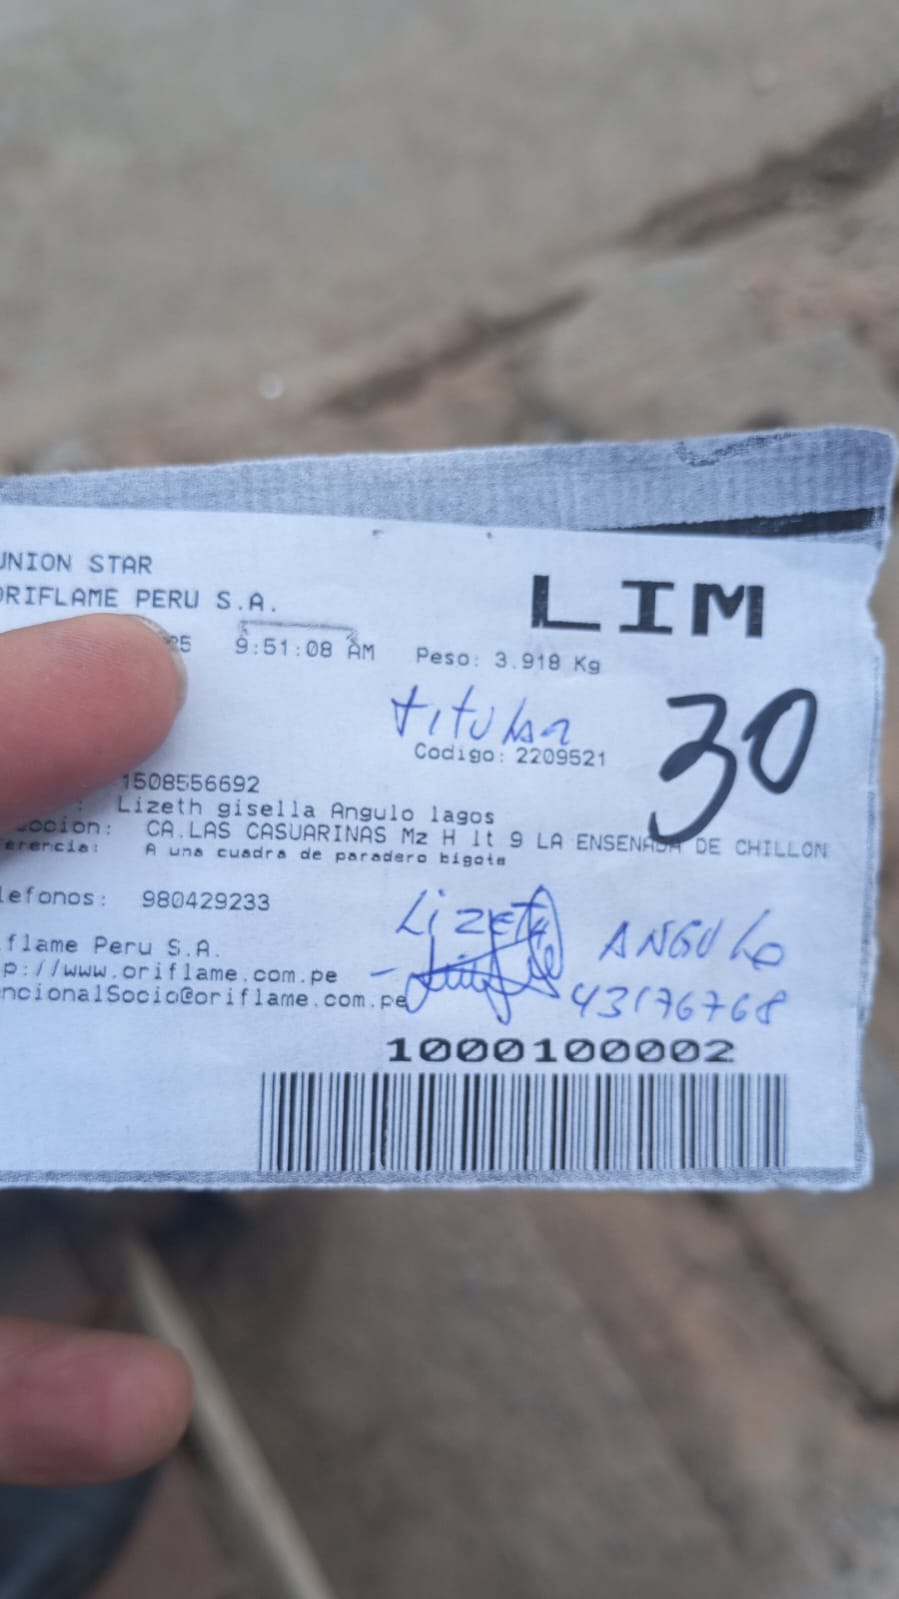 UNION STAR
ORIFLAME PERU S.A.
LIM
25 9:51:08 AM Peso: 3.918 Kg
titular
30
Codigo: 2209521
1508556692
: Lizeth gisella Angulo lagos
eccion: CA.LAS CASUARINAS Mz H lt 9 LA ENSENADA DE CHILLON
erencia: A una cuadra de paradero bigote
lefonos: 980429233
Lizeth ANGULO
flame Peru S.A.
p://www.oriflame.com.pe
ncionalSocio@oriflame.com.pe
43176768
1000100002